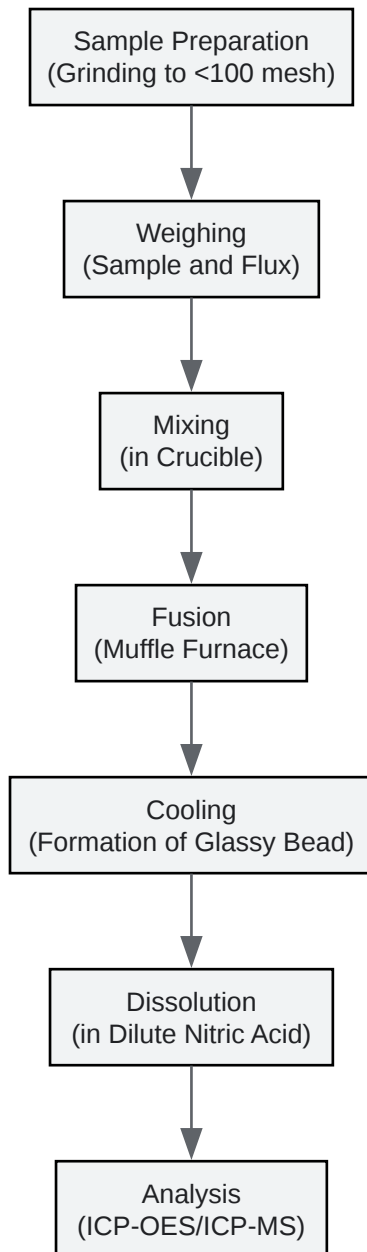 Sample Preparation
(Grinding to <100 mesh)
Weighing
(Sample and Flux)
Mixing
(in Crucible)
Fusion
(Muffle Furnace)
Cooling
(Formation of Glassy Bead)
Dissolution
(in Dilute Nitric Acid)
Analysis
(ICP-OES/ICP-MS)